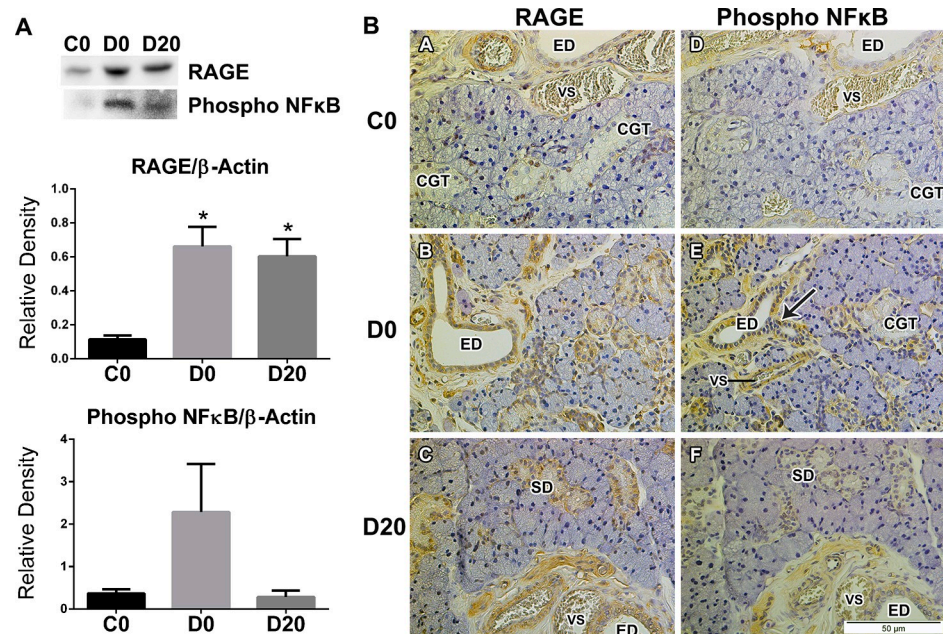 A
C0 D0 D20
RAGE
Phospho NFκB
RAGE/β-Actin
Relative Density
1.0
0.8
0.6
0.4
0.2
0.0
*
*
C0 D0 D20
Phospho NFκB/β-Actin
Relative Density
4
3
2
1
0
C0 D0 D20
B
RAGE Phospho NFκB
C0
A
ED
VS
CGT
CGT
D
ED
VS
CGT
D0
B
ED
E
ED
CGT
VS
D20
C
SD
VS
ED
F
SD
VS
ED
50 µm